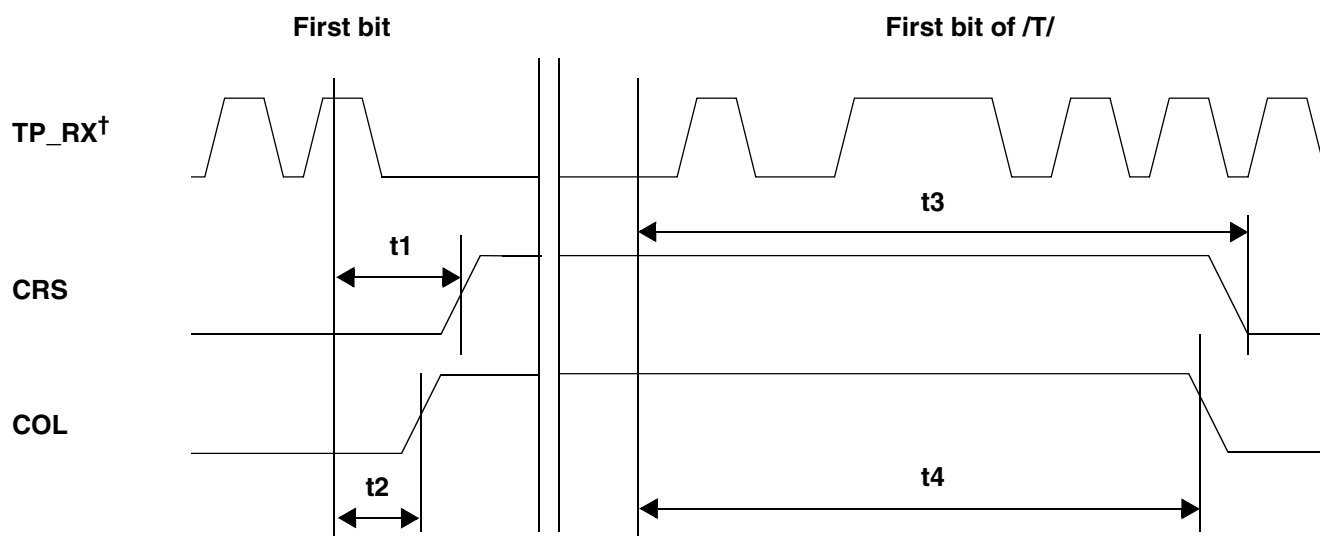 First bit
First bit of /T/
TP_RX†
t3
t1
CRS
COL
t2
t4